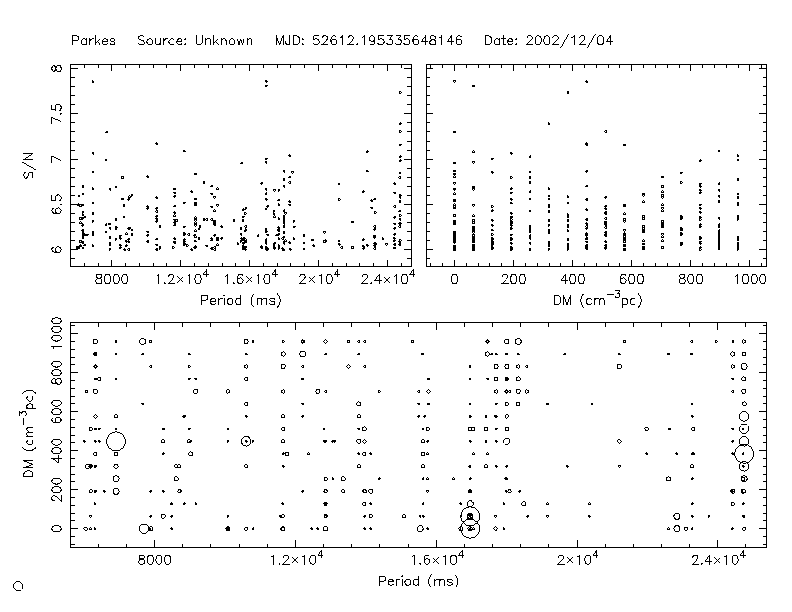 Parkes Source: Unknown MJD: 52612.195335648146 Date: 2002/12/04
8
7.5
7
6.5
6
S/N
8000 1.2×10⁴ 1.6×10⁴ 2×10⁴ 2.4×10⁴
Period (ms)
0 200 400 600 800 1000
DM (cm⁻³pc)
1000
800
600
400
200
0
DM (cm⁻³pc)
8000 1.2×10⁴ 1.6×10⁴ 2×10⁴ 2.4×10⁴
Period (ms)